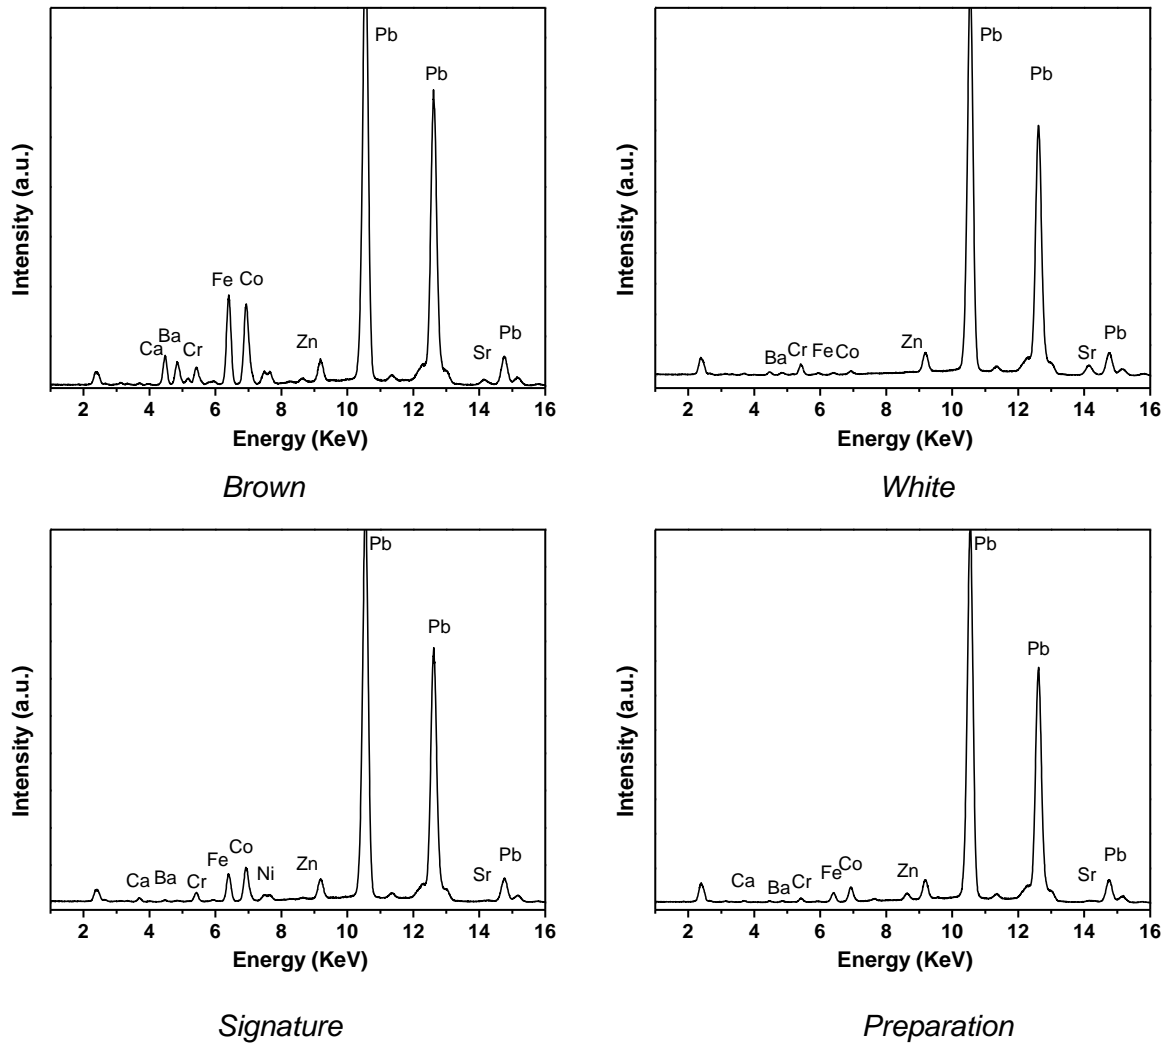 Pb
Pb
Fe
Co
Ba
Ca
Cr
Zn
Sr
Pb
Intensity (a.u.)
2 4 6 8 10 12 14 16
Energy (KeV)
Brown
Pb
Pb
Ba
Cr
Fe
Co
Zn
Sr
Pb
Intensity (a.u.)
2 4 6 8 10 12 14 16
Energy (KeV)
White
Pb
Pb
Ca
Ba
Cr
Fe
Co
Ni
Zn
Sr
Pb
Intensity (a.u.)
2 4 6 8 10 12 14 16
Energy (KeV)
Signature
Pb
Pb
Ca
Ba
Cr
Fe
Co
Zn
Sr
Pb
Intensity (a.u.)
2 4 6 8 10 12 14 16
Energy (KeV)
Preparation